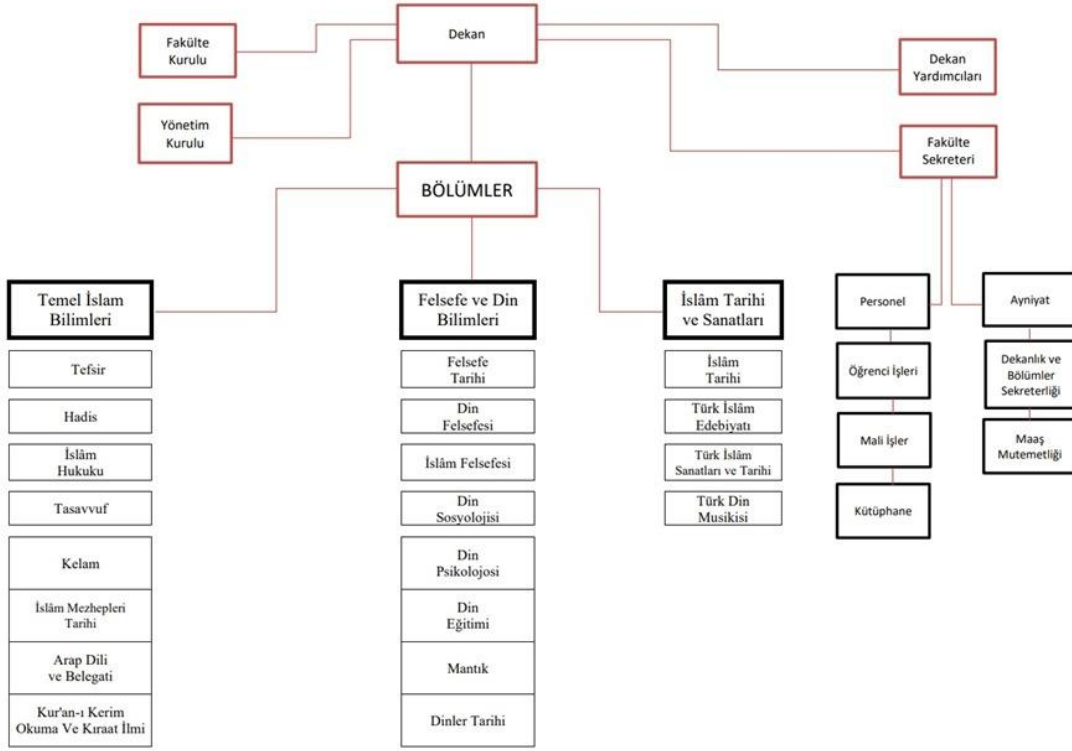 Dekan
Fakülte
Kurulu
Dekan
Yardımcıları
Yönetim
Kurulu
Fakülte
Sekreteri
BÖLÜMLER
Temel İslam
Bilimleri
Tefsir
Hadis
İslâm
Hukuku
Tasavvuf
Kelam
İslâm Mezhepleri
Tarihi
Arap Dili
ve Belegati
Kur'an-ı Kerim
Okuma Ve Kıraat İlmi
Felsefe ve Din
Bilimleri
Felsefe
Tarihi
Din
Felsefesi
İslâm Felsefesi
Din
Sosyolojisi
Din
Psikolojosi
Din
Eğitimi
Mantık
Dinler Tarihi
İslâm Tarihi
ve Sanatları
İslâm
Tarihi
Türk İslâm
Edebiyatı
Türk İslâm
Sanatları ve Tarihi
Türk Din
Musikisi
Personel
Öğrenci İşleri
Mali İşler
Kütüphane
Ayniyat
Dekanlık ve
Bölümler
Sekreterliği
Maaş
Mutemetliği